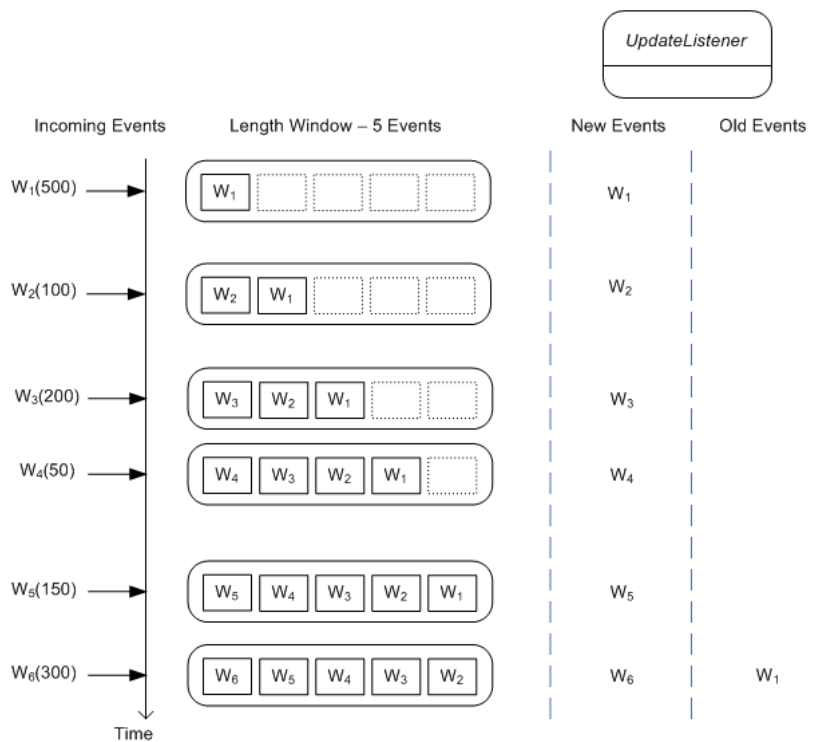 UpdateListener
Incoming Events Length Window – 5 Events New Events Old Events
W₁(500) W₁ W₁
W₂(100) W₂ W₁ W₂
W₃(200) W₃ W₂ W₁ W₃
W₄(50) W₄ W₃ W₂ W₁ W₄
W₅(150) W₅ W₄ W₃ W₂ W₁ W₅
W₆(300) W₆ W₅ W₄ W₃ W₂ W₆ W₁
Time